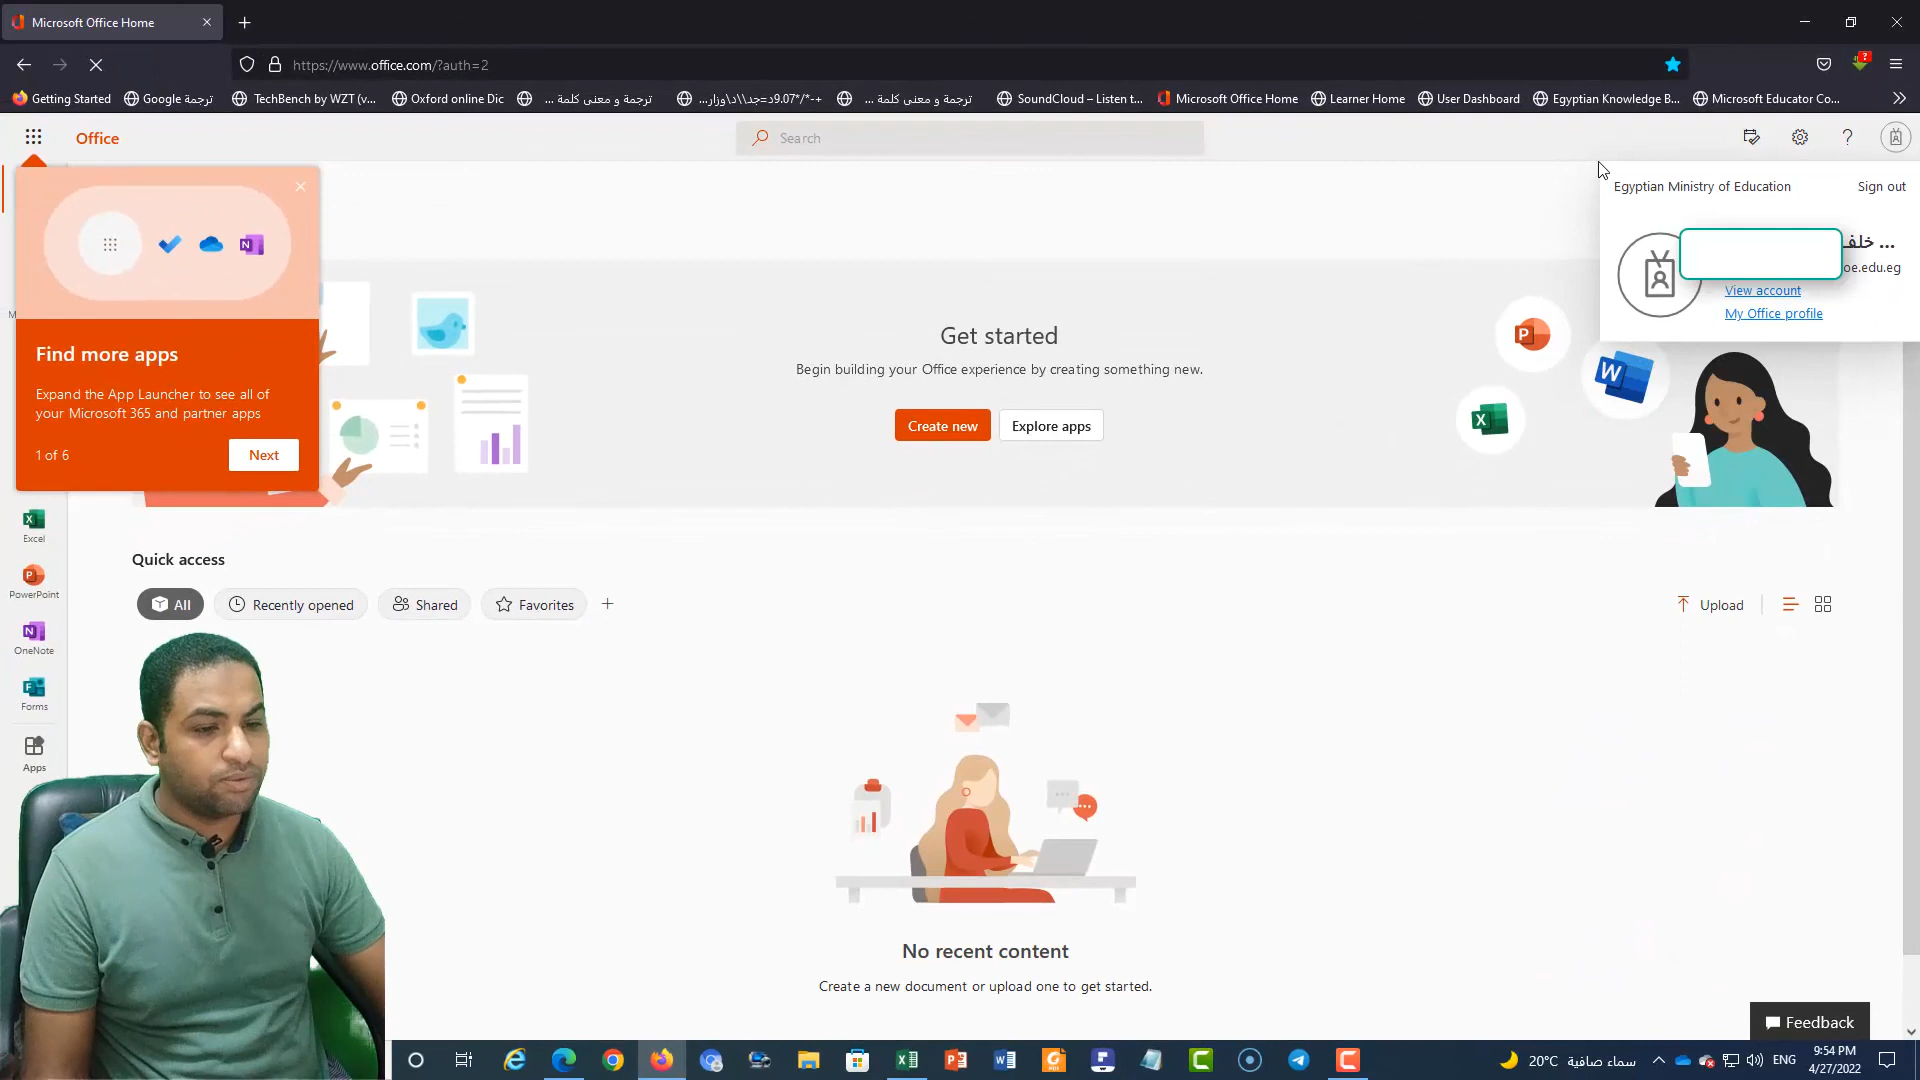 Microsoft Office Home
https://www.office.com/?auth=2
Getting Started
ترجمة Google
TechBench by WZT (v...
Oxford online Dic
ترجمة و معنى كلمة ...
ترجمة و معنى كلمة ...
SoundCloud – Listen t...
Microsoft Office Home
Learner Home
User Dashboard
Egyptian Knowledge B...
Microsoft Educator Co...
Office
Search
Egyptian Ministry of Education
Sign out
خلف ...
oe.edu.eg
View account
My Office profile
Find more apps
Expand the App Launcher to see all of
your Microsoft 365 and partner apps
1 of 6
Next
Get started
Begin building your Office experience by creating something new.
Create new
Explore apps
Excel
PowerPoint
OneNote
Forms
Apps
Quick access
All
Recently opened
Shared
Favorites
Upload
No recent content
Create a new document or upload one to get started.
Feedback
20°C سماء صافية
ENG
9:54 PM
4/27/2022